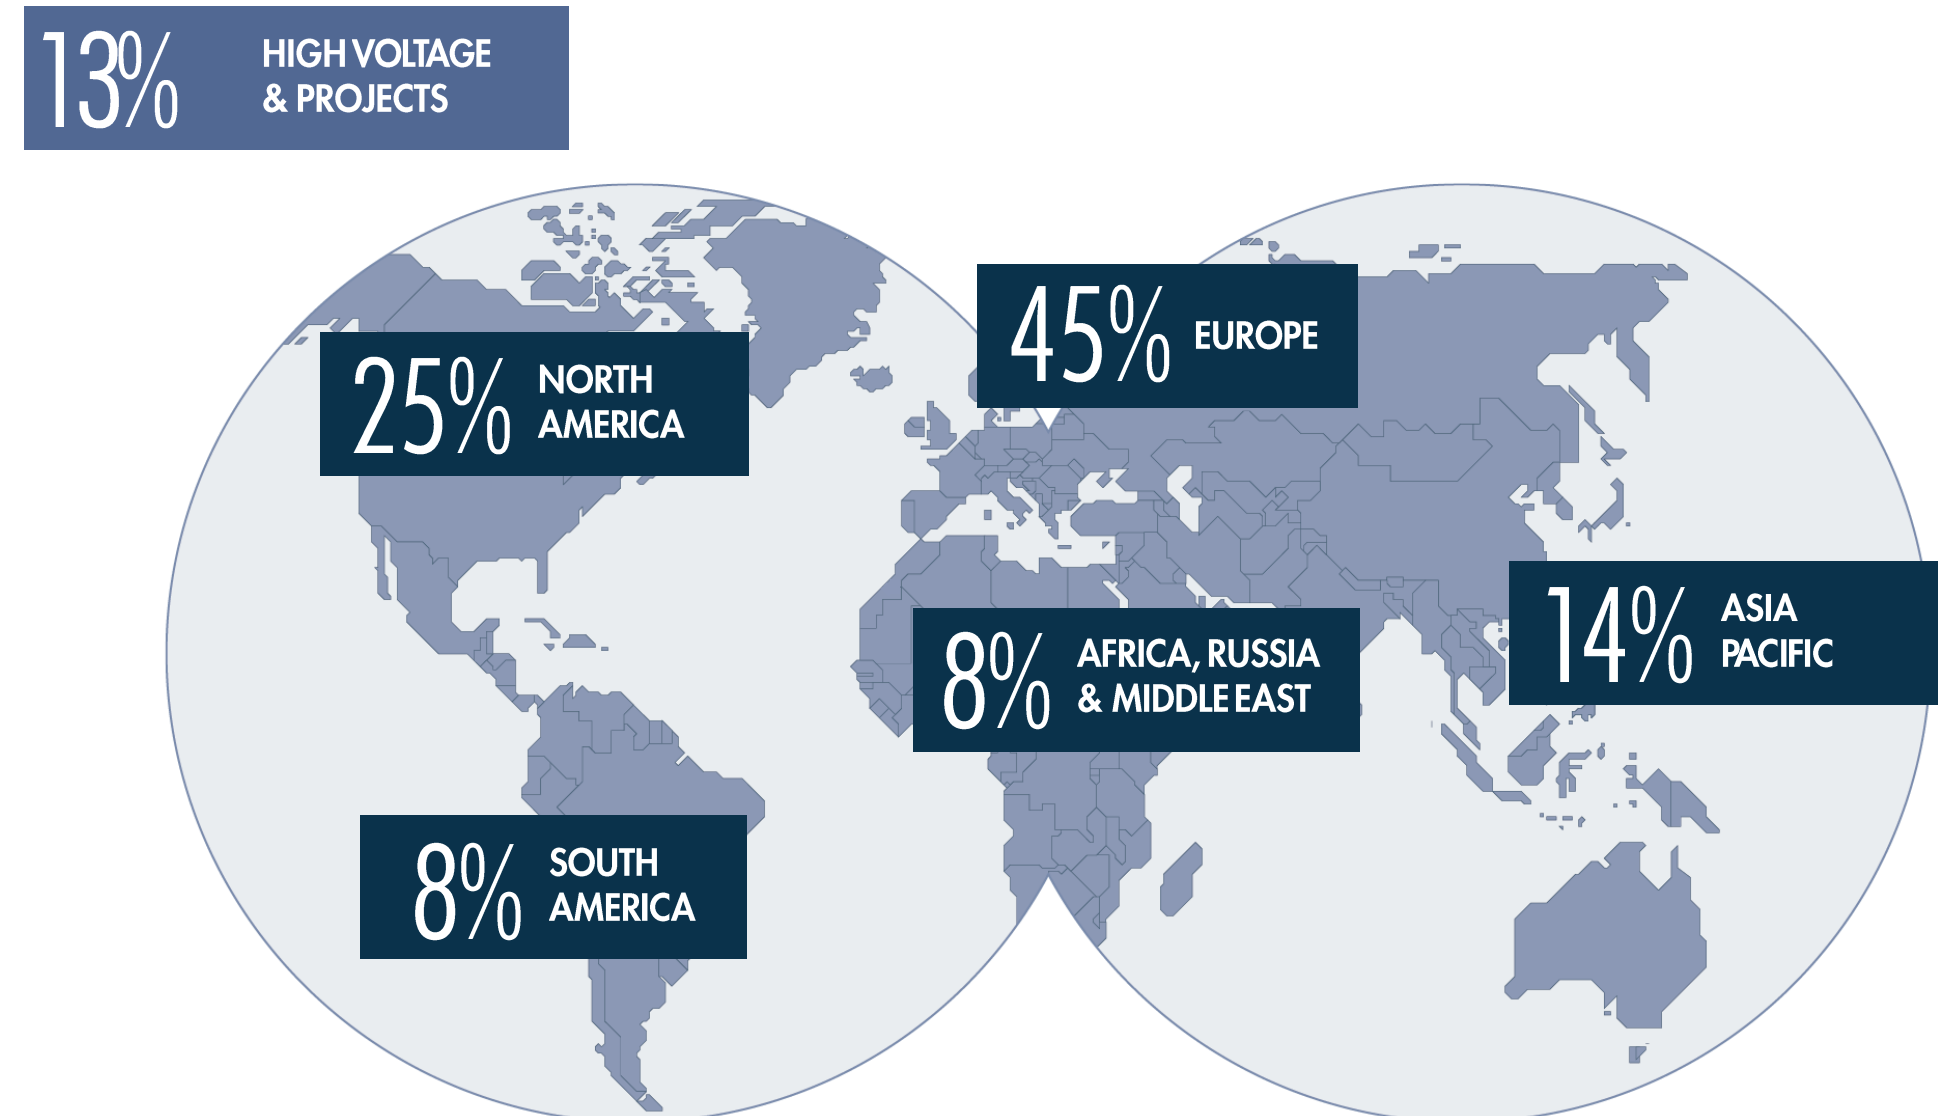 13% HIGH VOLTAGE
& PROJECTS
45% EUROPE
25% NORTH
AMERICA
14% ASIA
PACIFIC
8% AFRICA, RUSSIA
& MIDDLE EAST
8% SOUTH
AMERICA